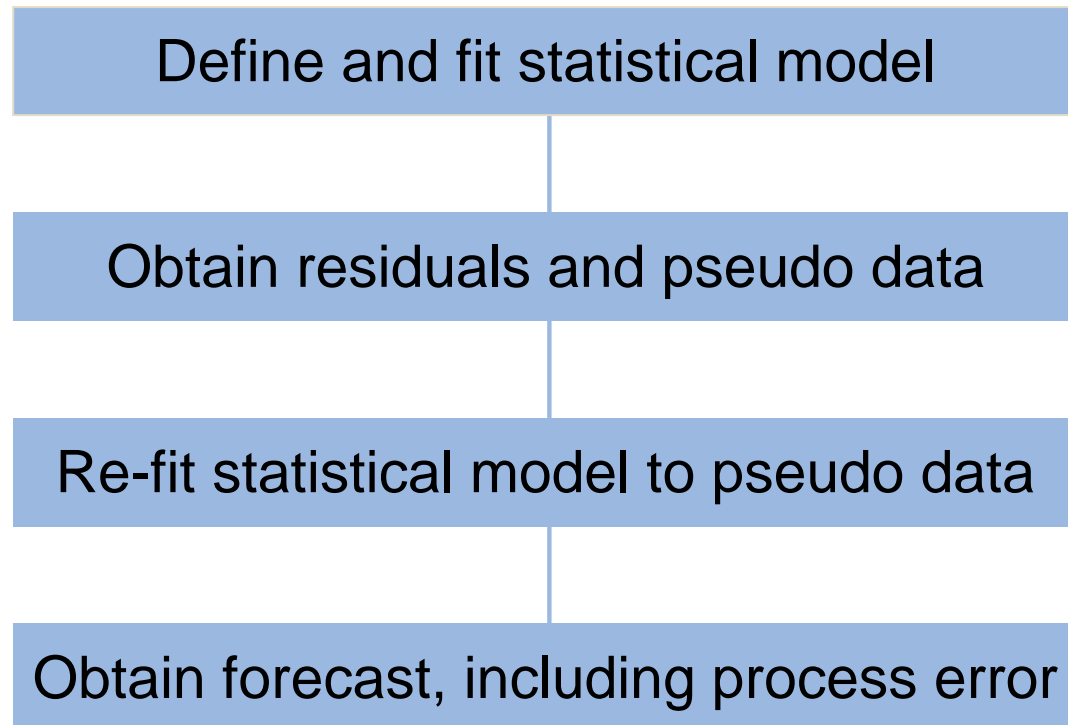 Define and fit statistical model
Obtain residuals and pseudo data
Re-fit statistical model to pseudo data
Obtain forecast, including process error